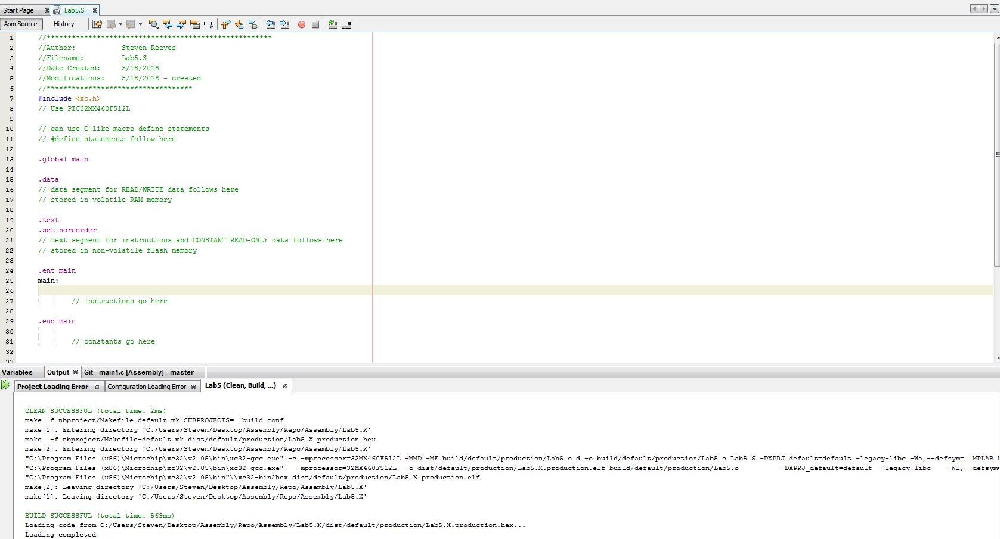 Start Page Lab5.S
Asm Source History
1 //******************************************************
2 //Author: Steven Reeves
3 //Filename: Lab5.S
4 //Date Created: 5/18/2018
5 //Modifications: 5/18/2018 - created
6 //***********************************
7 #include <xc.h>
8 // Use PIC32MX460F512L
9
10 // can use C-like macro define statements
11 // #define statements follow here
12
13 .global main
14
15 .data
16 // data segment for READ/WRITE data follows here
17 // stored in volatile RAM memory
18
19 .text
20 .set noreorder
21 // text segment for instructions and CONSTANT READ-ONLY data follows here
22 // stored in non-volatile flash memory
23
24 .ent main
25 main:
26
27 // instructions go here
28
29 .end main
30
31 // constants go here
32
33
Variables Output Git - main1.c [Assembly] - master
Project Loading Error Configuration Loading Error Lab5 (Clean, Build, ...)
CLEAN SUCCESSFUL (total time: 2ms)
make -f nbproject/Makefile-default.mk SUBPROJECTS= .build-conf
make[1]: Entering directory 'C:/Users/Steven/Desktop/Assembly/Repo/Assembly/Lab5.X'
make  -f nbproject/Makefile-default.mk dist/default/production/Lab5.X.production.hex
make[2]: Entering directory 'C:/Users/Steven/Desktop/Assembly/Repo/Assembly/Lab5.X'
"C:\Program Files (x86)\Microchip\xc32\v2.05\bin\xc32-gcc.exe" -c -mprocessor=32MX460F512L -MMD -MF build/default/production/Lab5.o.d -o build/default/production/Lab5.o Lab5.S -DXPRJ_default=default -legacy-libc -Wa,--defsym=__MPLAB_
"C:\Program Files (x86)\Microchip\xc32\v2.05\bin\xc32-gcc.exe" -mprocessor=32MX460F512L -o dist/default/production/Lab5.X.production.elf build/default/production/Lab5.o -DXPRJ_default=default -legacy-libc -Wl,--defsym=
"C:\Program Files (x86)\Microchip\xc32\v2.05\bin"\\xc32-bin2hex dist/default/production/Lab5.X.production.elf
make[2]: Leaving directory 'C:/Users/Steven/Desktop/Assembly/Repo/Assembly/Lab5.X'
make[1]: Leaving directory 'C:/Users/Steven/Desktop/Assembly/Repo/Assembly/Lab5.X'
BUILD SUCCESSFUL (total time: 569ms)
Loading code from C:/Users/Steven/Desktop/Assembly/Repo/Assembly/Lab5.X/dist/default/production/Lab5.X.production.hex...
Loading completed